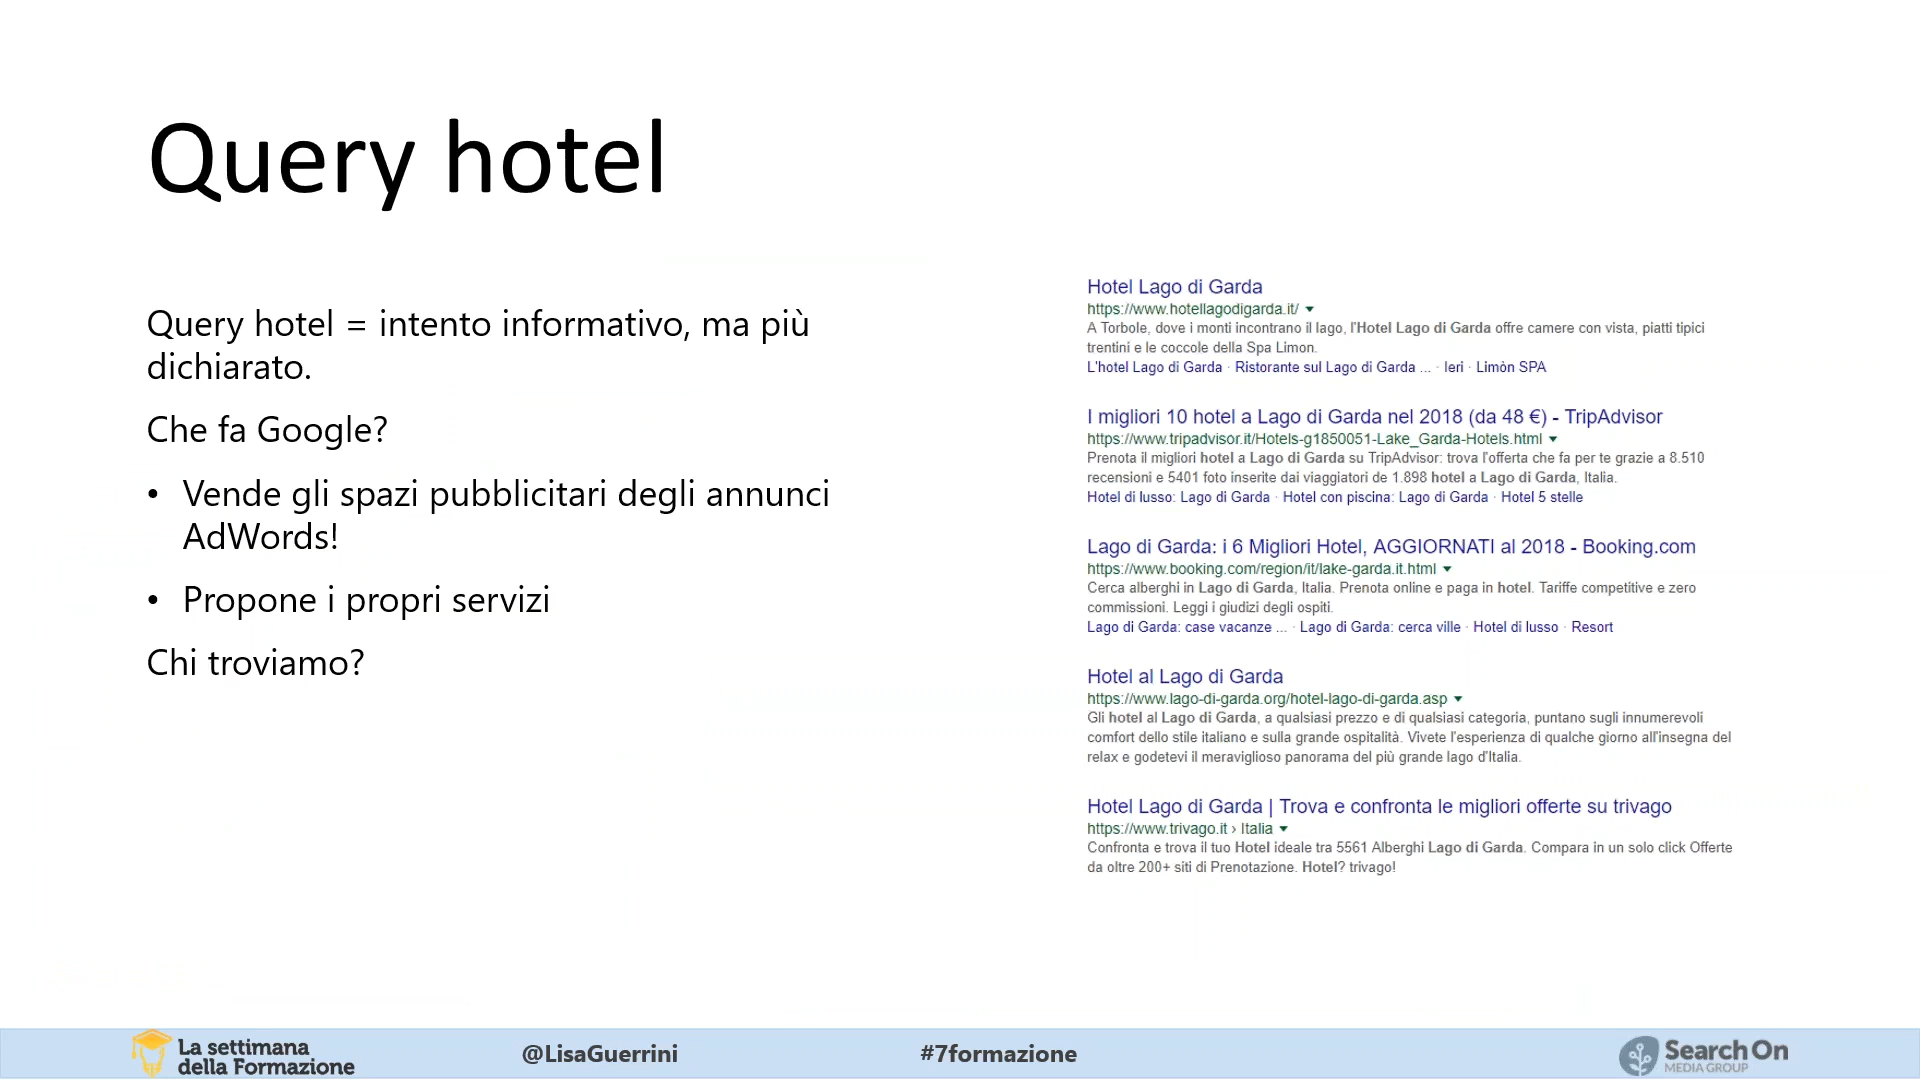 Query hotel
Query hotel = intento informativo, ma più
dichiarato.
Che fa Google?
• Vende gli spazi pubblicitari degli annunci
AdWords!
• Propone i propri servizi
Chi troviamo?
Hotel Lago di Garda
https://www.hotellagodigarda.it/
A Torbole, dove i monti incontrano il lago, l'Hotel Lago di Garda offre camere con vista, piatti tipici
trentini e le coccole della Spa Limon.
L'hotel Lago di Garda · Ristorante sul Lago di Garda ... · Ieri · Limòn SPA
I migliori 10 hotel a Lago di Garda nel 2018 (da 48 €) - TripAdvisor
https://www.tripadvisor.it/Hotels-g1850051-Lake_Garda-Hotels.html
Prenota il migliori hotel a Lago di Garda su TripAdvisor: trova l'offerta che fa per te grazie a 8.510
recensioni e 5401 foto inserite dai viaggiatori de 1.898 hotel a Lago di Garda, Italia.
Hotel di lusso: Lago di Garda · Hotel con piscina: Lago di Garda · Hotel 5 stelle
Lago di Garda: i 6 Migliori Hotel, AGGIORNATI al 2018 - Booking.com
https://www.booking.com/region/it/lake-garda.it.html
Cerca alberghi in Lago di Garda, Italia. Prenota online e paga in hotel. Tariffe competitive e zero
commissioni. Leggi i giudizi degli ospiti.
Lago di Garda: case vacanze ... · Lago di Garda: cerca ville · Hotel di lusso · Resort
Hotel al Lago di Garda
https://www.lago-di-garda.org/hotel-lago-di-garda.asp
Gli hotel al Lago di Garda, a qualsiasi prezzo e di qualsiasi categoria, puntano sugli innumerevoli
comfort dello stile italiano e sulla grande ospitalità. Vivete l'esperienza di qualche giorno all'insegna del
relax e godetevi il meraviglioso panorama del più grande lago d'Italia.
Hotel Lago di Garda | Trova e confronta le migliori offerte su trivago
https://www.trivago.it › Italia
Confronta e trova il tuo Hotel ideale tra 5561 Alberghi Lago di Garda. Compara in un solo click Offerte
da oltre 200+ siti di Prenotazione. Hotel? trivago!
La settimana
della Formazione
@LisaGuerrini
#7formazione
Search On
MEDIA GROUP